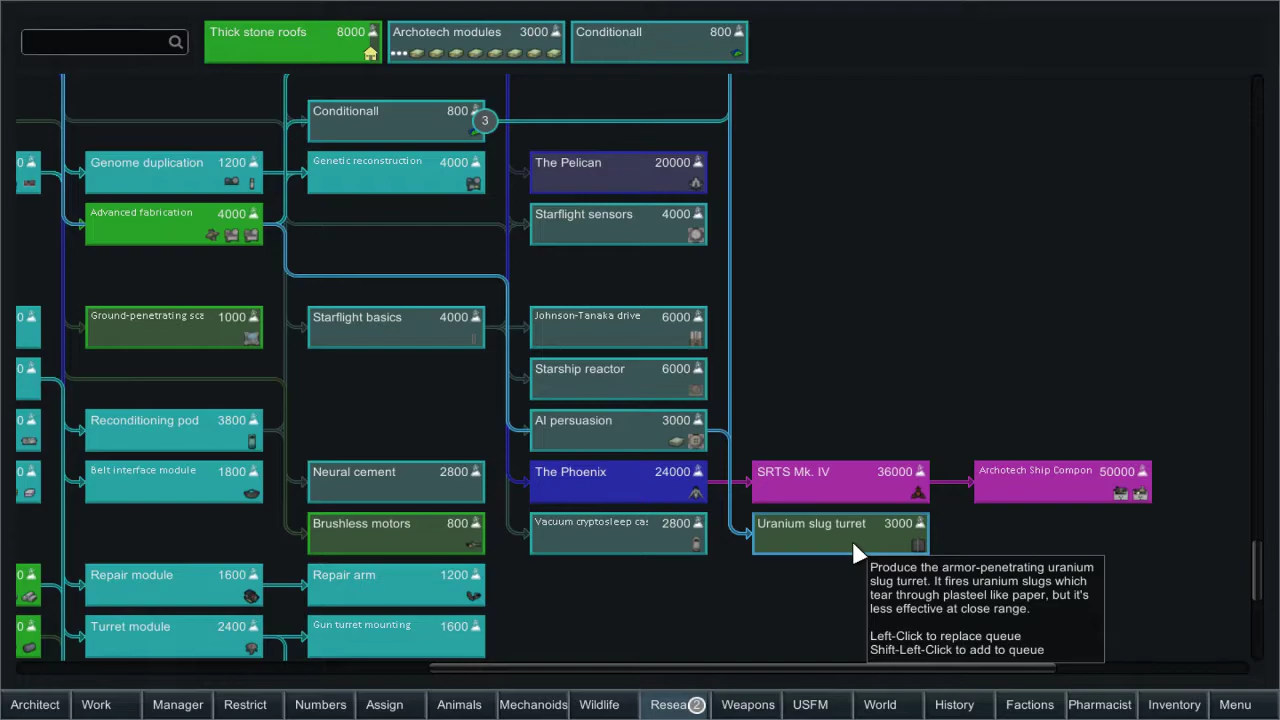 Thick stone roofs 8000
Archotech modules 3000
Conditionall 800
Conditionall 800
3
0
Genome duplication 1200
Genetic reconstruction 4000
The Pelican 20000
Advanced fabrication 4000
Starflight sensors 4000
0
Ground-penetrating sca 1000
Starflight basics 4000
Johnson-Tanaka drive 6000
0
Starship reactor 6000
0
Reconditioning pod 3800
AI persuasion 3000
0
Belt interface module 1800
Neural cement 2800
The Phoenix 24000
SRTS Mk. IV 36000
Archotech Ship Compon 50000
Brushless motors 800
Vacuum cryptosleep cas 2800
Uranium slug turret 3000
0
Repair module 1600
Repair arm 1200
Produce the armor-penetrating uranium
slug turret. It fires uranium slugs which
tear through plasteel like paper, but it's
less effective at close range.
Left-Click to replace queue
Shift-Left-Click to add to queue
0
Turret module 2400
Gun turret mounting 1600
Architect Work Manager Restrict Numbers Assign Animals Mechanoids Wildlife Resea 2 Weapons USFM World History Factions Pharmacist Inventory Menu